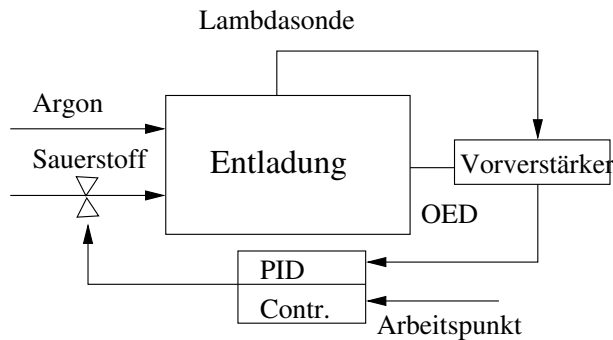 Lambdasonde
Argon
Sauerstoff
Entladung
Vorverstärker
OED
PID
Contr.
Arbeitspunkt